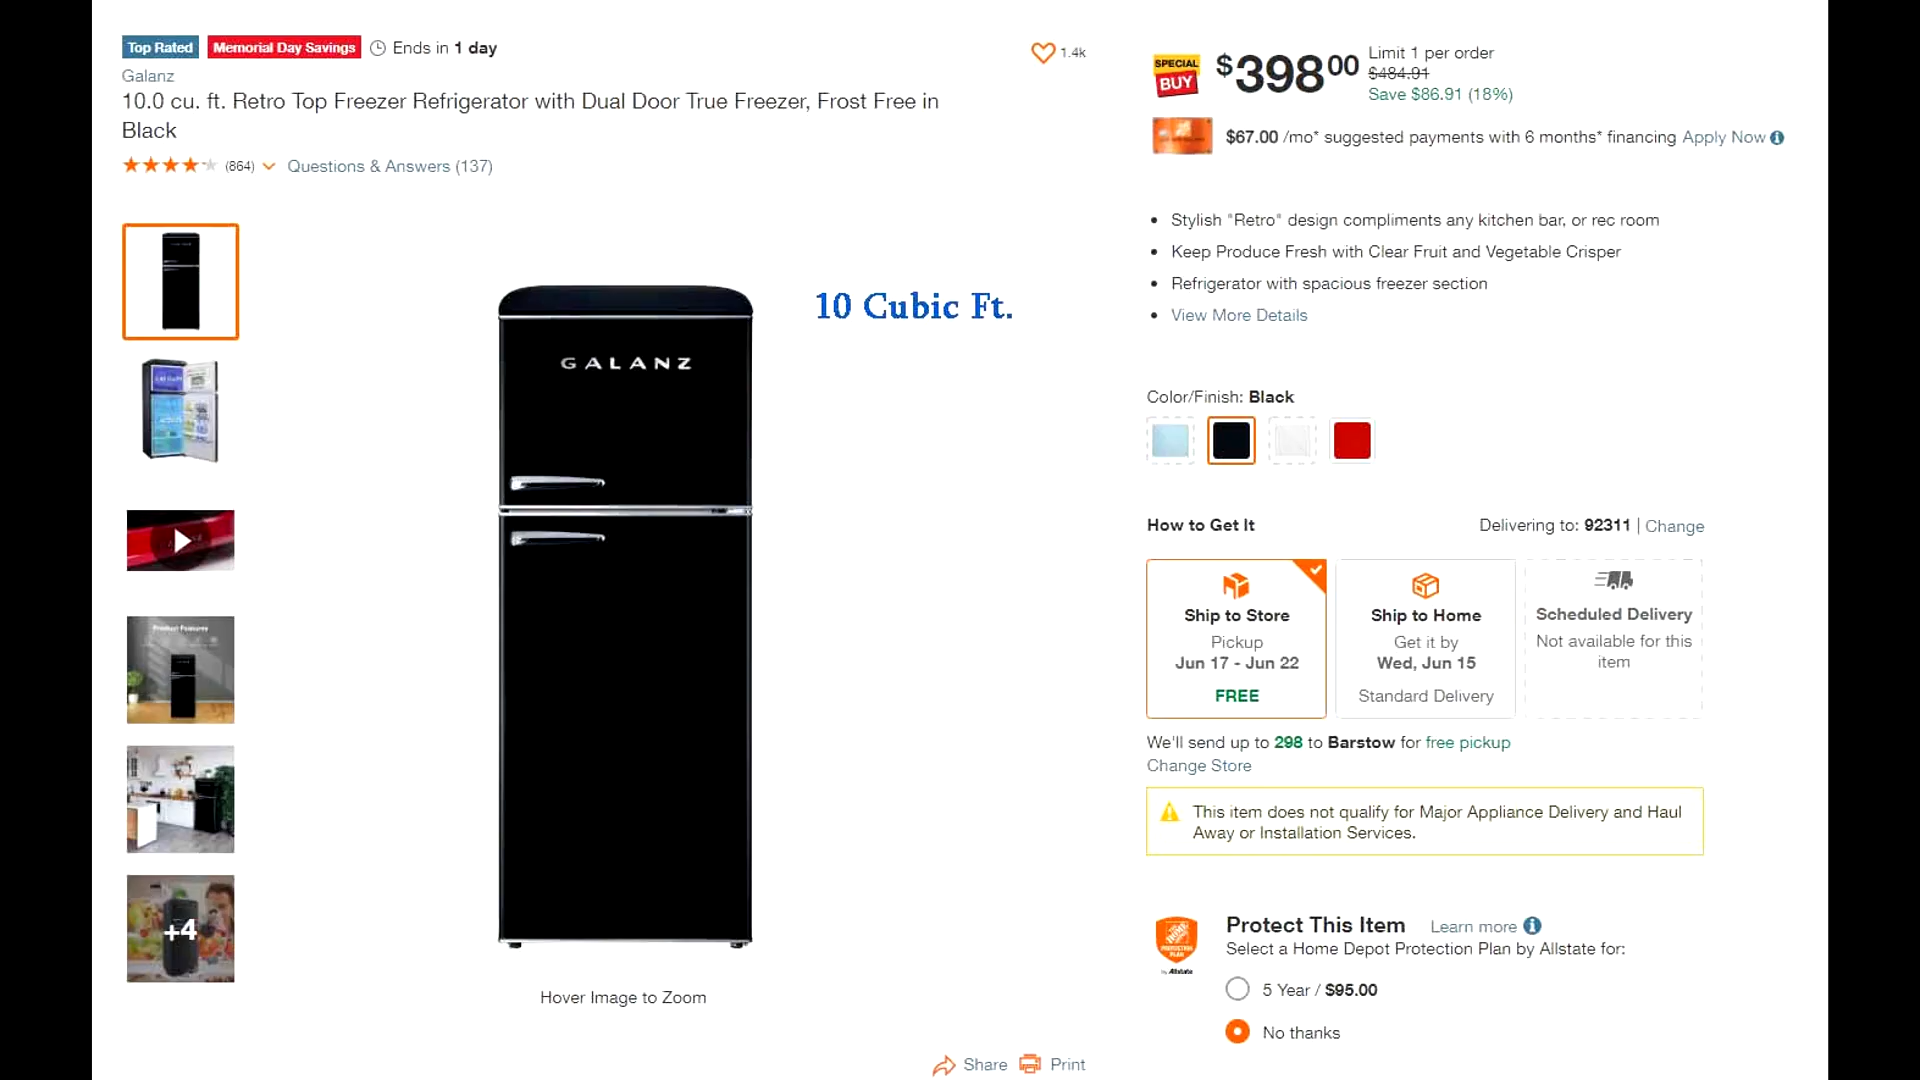 Top Rated Memorial Day Savings Ends in 1 day
1.4k
Galanz
10.0 cu. ft. Retro Top Freezer Refrigerator with Dual Door True Freezer, Frost Free in
Black
(864) Questions & Answers (137)
Product Features
+4
GALANZ
10 Cubic Ft.
Hover Image to Zoom
Share Print
SPECIAL
BUY
$398 00
Limit 1 per order
$484.91
Save $86.91 (18%)
$67.00 /mo* suggested payments with 6 months* financing Apply Now
• Stylish "Retro" design compliments any kitchen bar, or rec room
• Keep Produce Fresh with Clear Fruit and Vegetable Crisper
• Refrigerator with spacious freezer section
• View More Details
Color/Finish: Black
How to Get It
Delivering to: 92311 | Change
Ship to Store
Pickup
Jun 17 - Jun 22
FREE
Ship to Home
Get it by
Wed, Jun 15
Standard Delivery
Scheduled Delivery
Not available for this
item
We'll send up to 298 to Barstow for free pickup
Change Store
This item does not qualify for Major Appliance Delivery and Haul
Away or Installation Services.
Protect This Item Learn more
Select a Home Depot Protection Plan by Allstate for:
by Allstate
5 Year / $95.00
No thanks